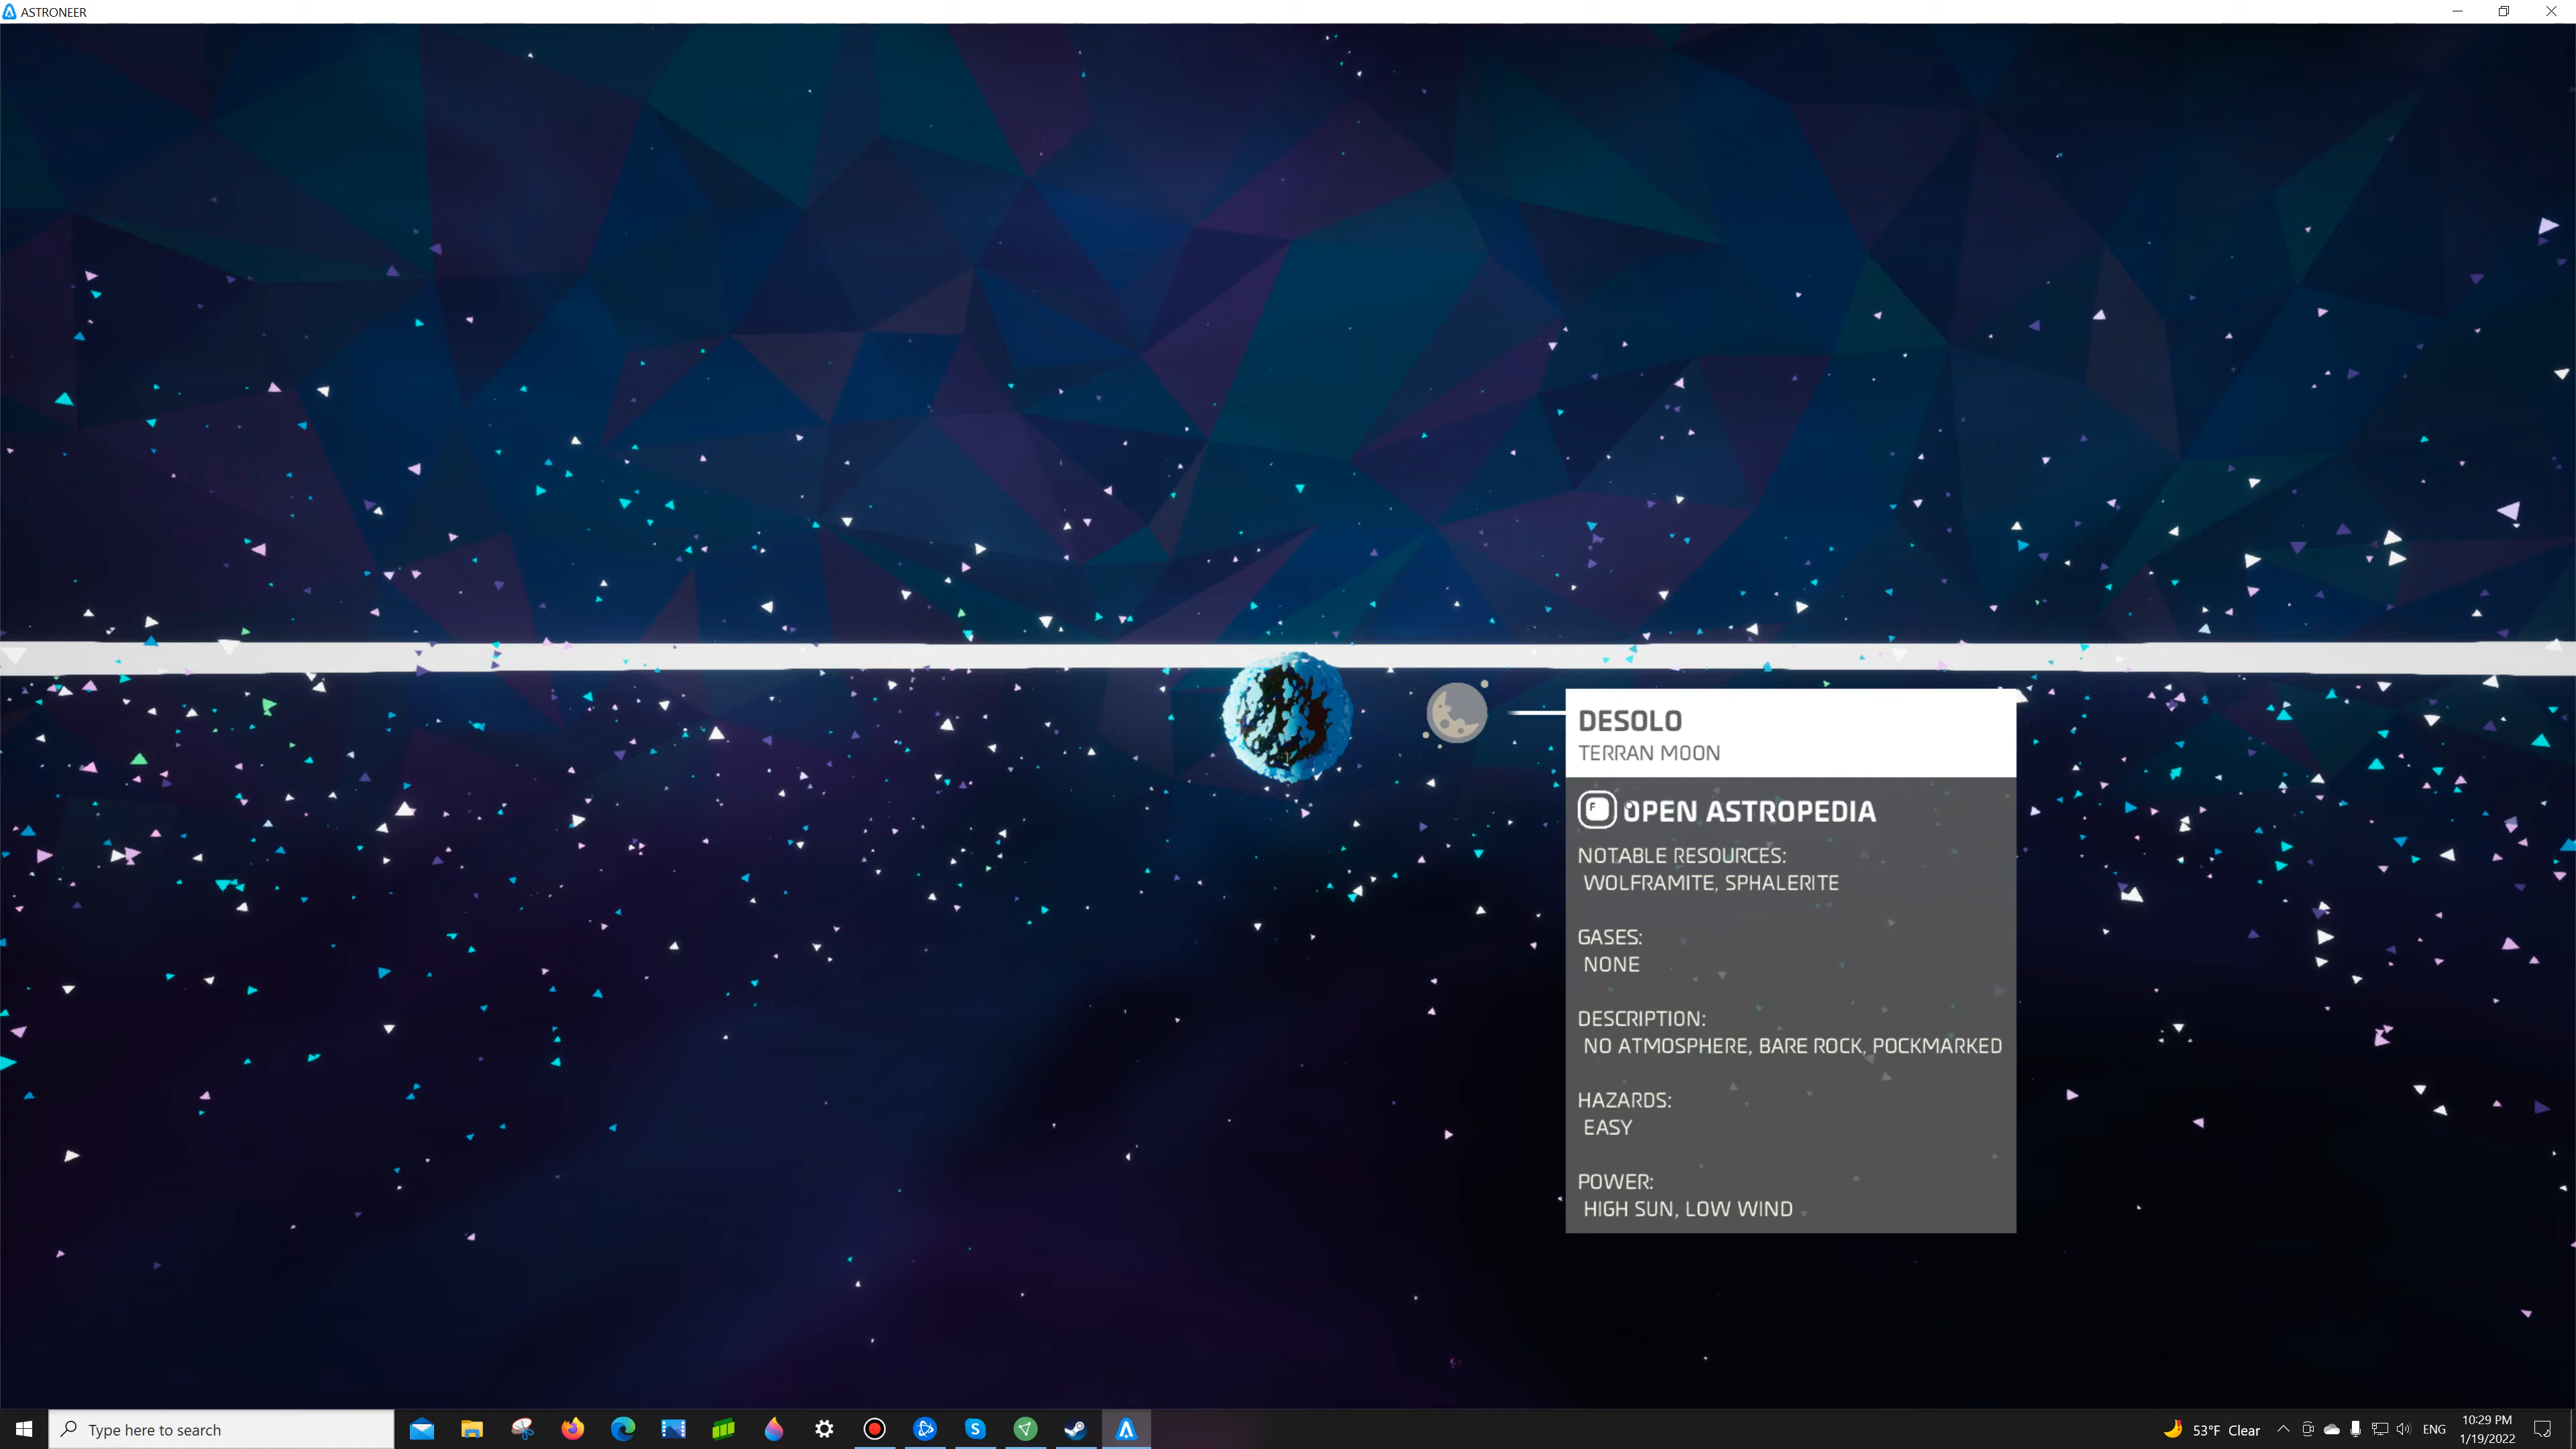 ASTRONEER
DESOLO
TERRAN MOON
F OPEN ASTROPEDIA
NOTABLE RESOURCES:
WOLFRAMITE, SPHALERITE
GASES:
NONE
DESCRIPTION:
NO ATMOSPHERE, BARE ROCK, POCKMARKED
HAZARDS:
EASY
POWER:
HIGH SUN, LOW WIND
Type here to search
S
53°F Clear
ENG
10:29 PM
1/19/2022